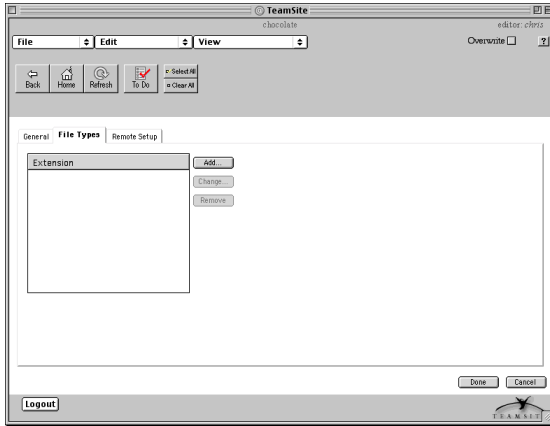 TeamSite
chocolate
editor: chris
File Edit View Overwrite ?
Back Home Refresh To Do Select All
Clear All
General File Types Remote Setup
Extension Add...
Change...
Remove
Done Cancel
Logout
TEAMSIT